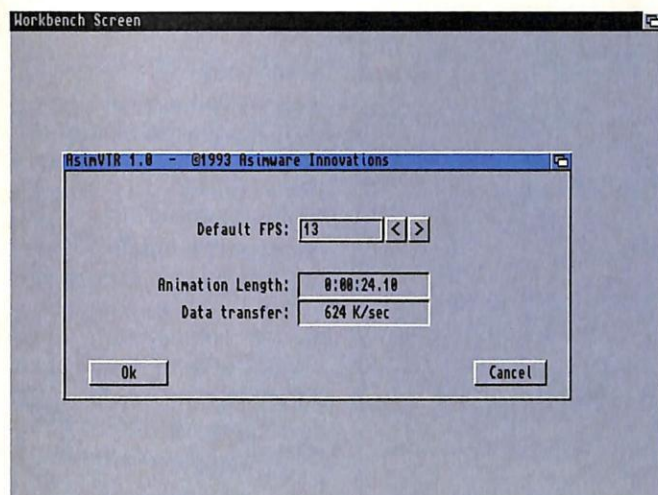 Workbench Screen
AsimVTR 1.0 - ©1993 Asimware Innovations
Default FPS: 13 < >
Animation Length: 0:00:24.10
Data transfer: 624 K/sec
Ok Cancel